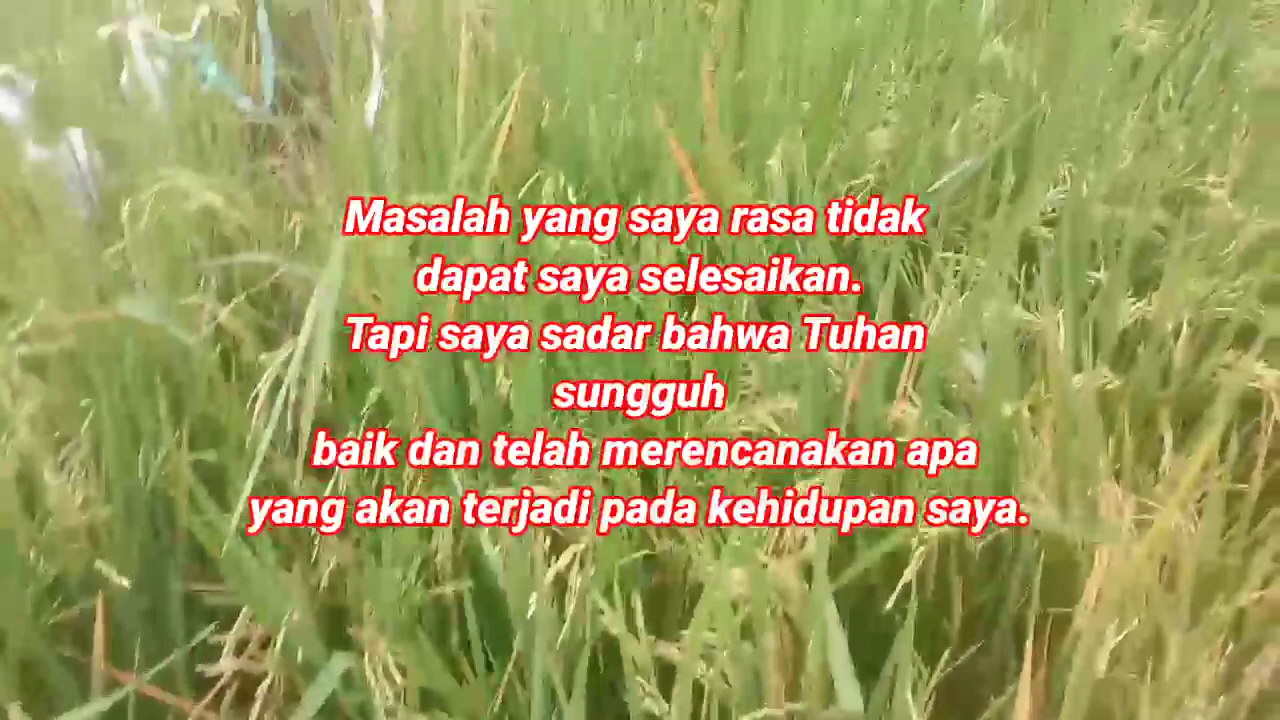 Masalah yang saya rasa tidak
dapat saya selesaikan.
Tapi saya sadar bahwa Tuhan
sungguh
baik dan telah merencanakan apa
yang akan terjadi pada kehidupan saya.